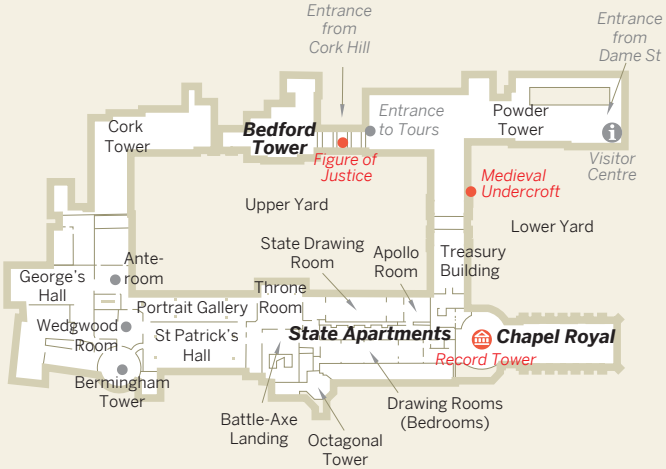 Entrance
from
Cork Hill
Entrance
from
Dame St
Cork
Tower
Bedford
Tower
Entrance
to Tours
Powder
Tower
Figure of
Justice
Visitor
Centre
Medieval
Undercroft
Upper Yard
Lower Yard
State Drawing
Room
Apollo
Room
Treasury
Building
Ante-
room
George's
Hall
Throne
Room
Portrait Gallery
Wedgwood
Room
St Patrick's
Hall
State Apartments
Chapel Royal
Record Tower
Bermingham
Tower
Battle-Axe
Landing
Octagonal
Tower
Drawing Rooms
(Bedrooms)